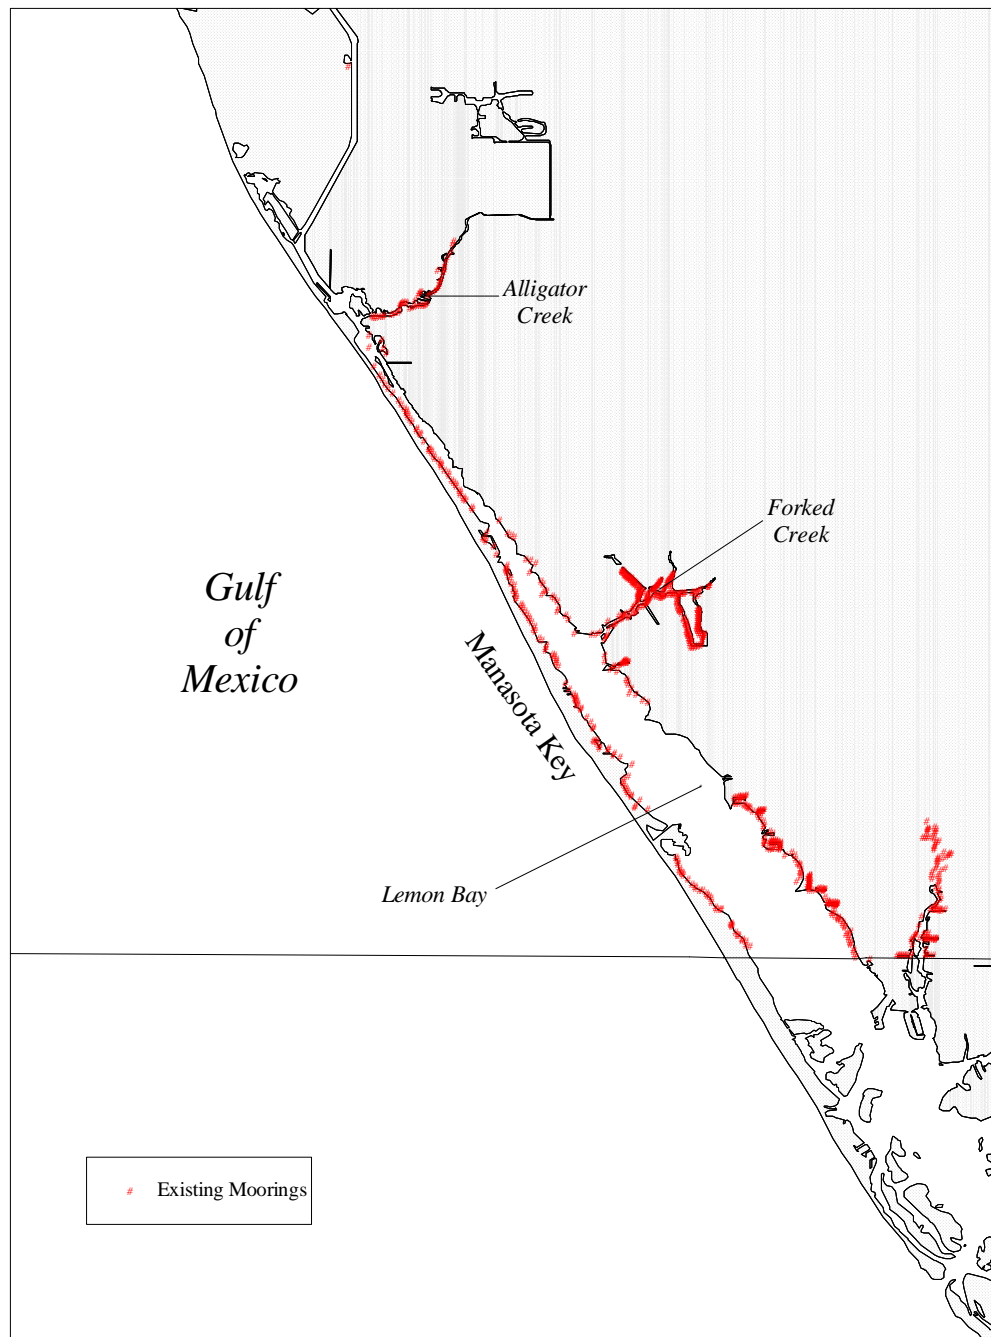 Alligator
Creek
Forked
Creek
Gulf
of
Mexico
Manasota Key
Lemon Bay
# Existing Moorings